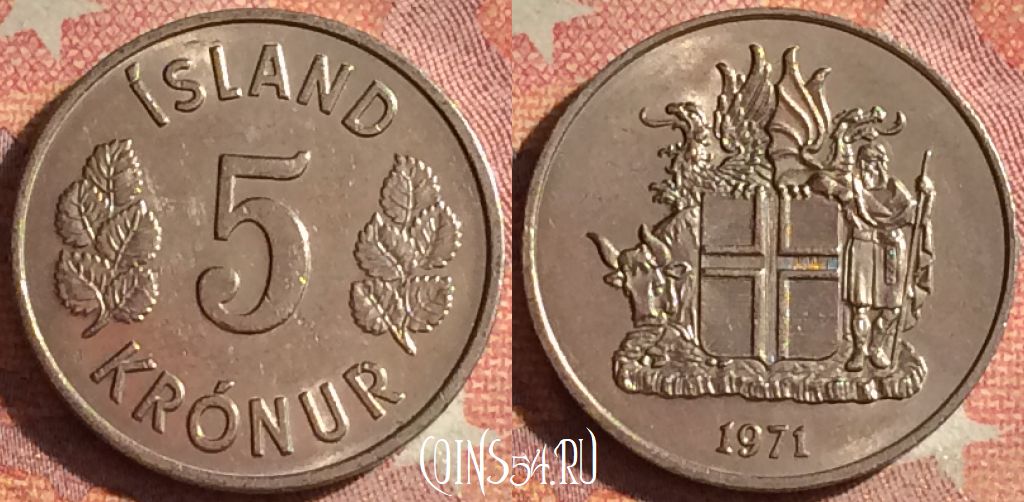 ÍSLAND
5
KRÓNUR
1971
COINS54.RU